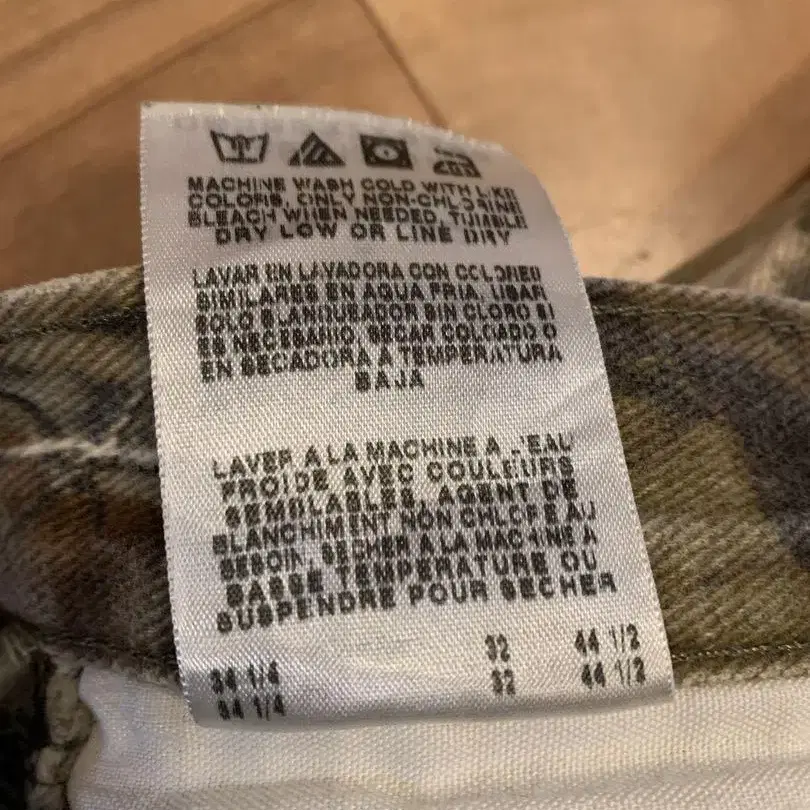 MACHINE WASH COLD WITH LIKE
COLORS, ONLY NON-CHLORINE
BLEACH WHEN NEEDED, TUMBLE
DRY LOW OR LINE DRY
LAVAR EN LAVADORA CON COLORES
SIMILARES EN AGUA FRIA, USAR
SOLO BLANQUEADOR SIN CLORO SI
ES NECESARIO, SECAR COLGADO O
EN SECADORA A TEMPERATURA
BAJA
LAVER A LA MACHINE A L'EAU
FROIDE AVEC COULEURS
SEMBLABLES, AGENT DE
BLANCHIMENT NON CHLORE AU
BESOIN, SECHER A LA MACHINE A
BASSE TEMPERATURE OU
SUSPENDRE POUR SECHER
34 1/4 32 44 1/2
34 1/4 32 44 1/2